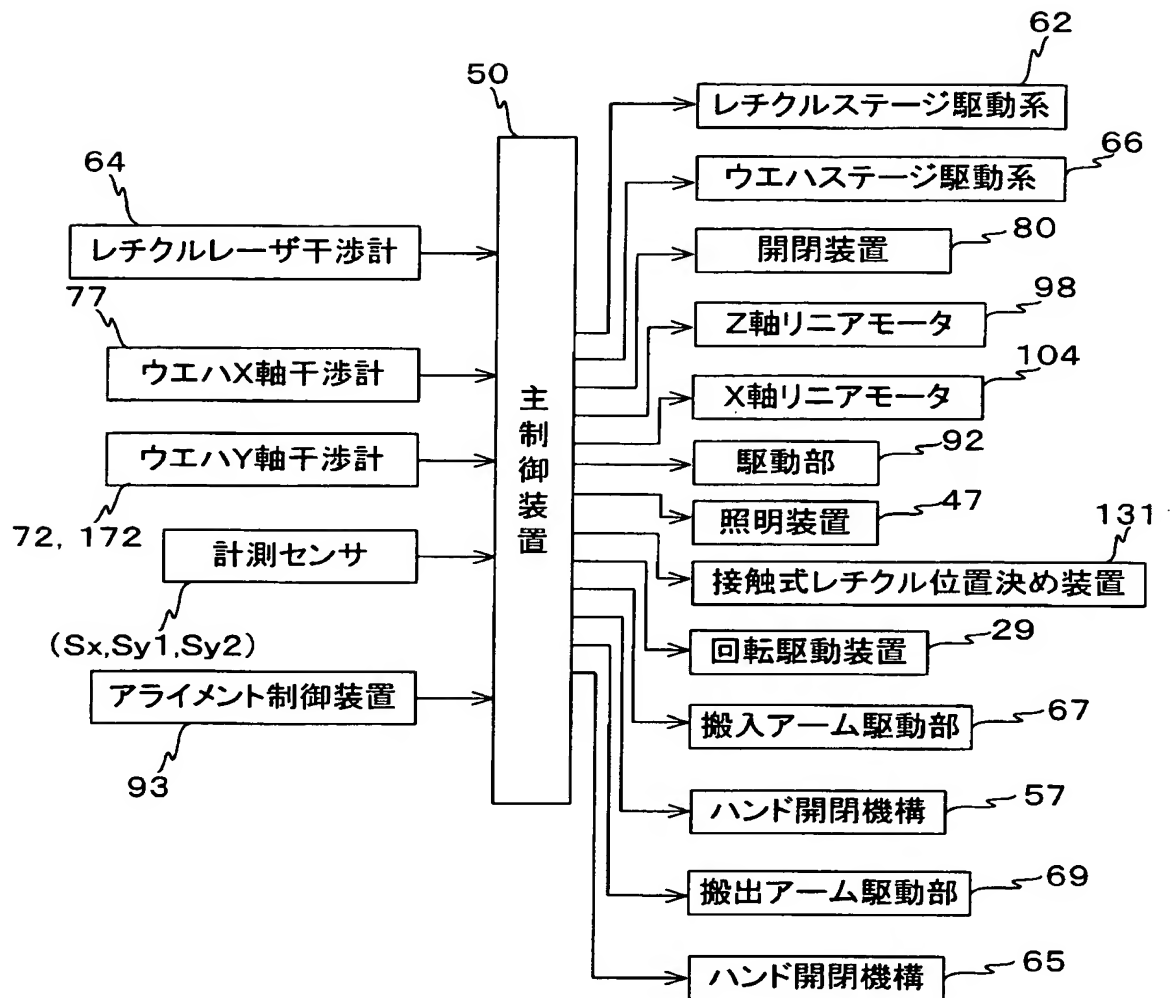 62
50
レチクルステージ駆動系
66
64
ウエハステージ駆動系
レチクルレーザ干渉計
80
開閉装置
77
98
Z軸リニアモータ
ウエハX軸干渉計
104
X軸リニアモータ
主制御装置
92
ウエハY軸干渉計
駆動部
72, 172
47
照明装置
計測センサ
131
接触式レチクル位置決め装置
(Sx,Sy1,Sy2)
29
回転駆動装置
アライメント制御装置
93
67
搬入アーム駆動部
57
ハンド開閉機構
69
搬出アーム駆動部
65
ハンド開閉機構